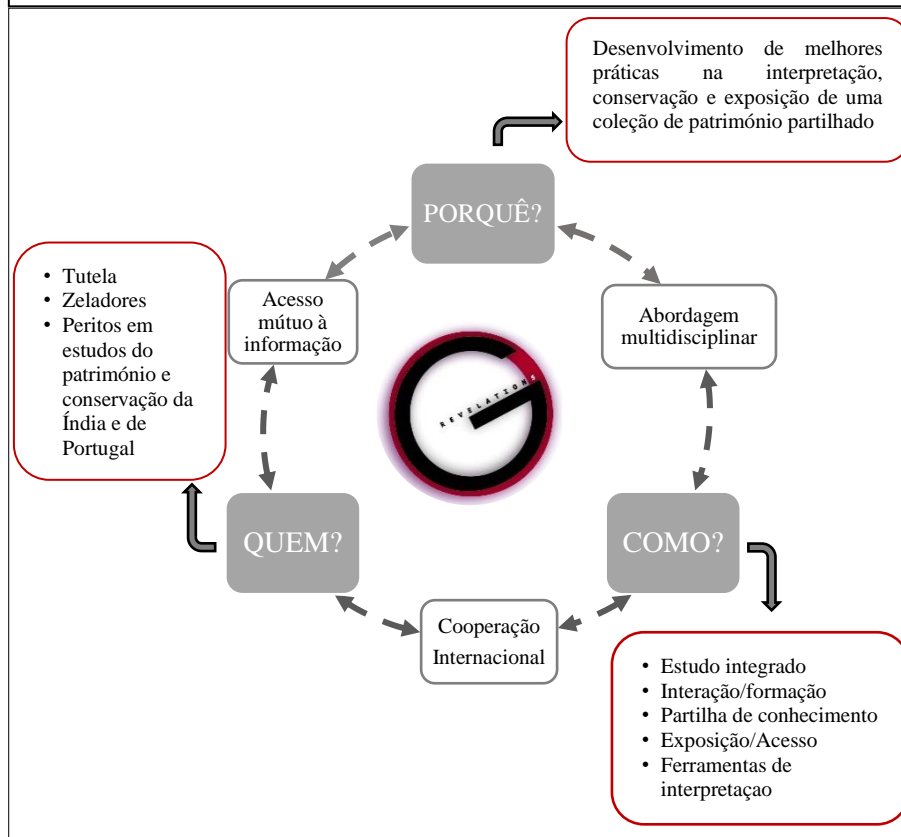 Desenvolvimento de melhores
práticas na interpretação,
conservação e exposição de uma
coleção de património partilhado
PORQUÊ?
• Tutela
• Zeladores
• Peritos em
estudos do
património e
conservação da
Índia e de
Portugal
Acesso
mútuo à
informação
Abordagem
multidisciplinar
REVELATIONS
QUEM?
COMO?
Cooperação
Internacional
• Estudo integrado
• Interação/formação
• Partilha de conhecimento
• Exposição/Acesso
• Ferramentas de
interpretaçao